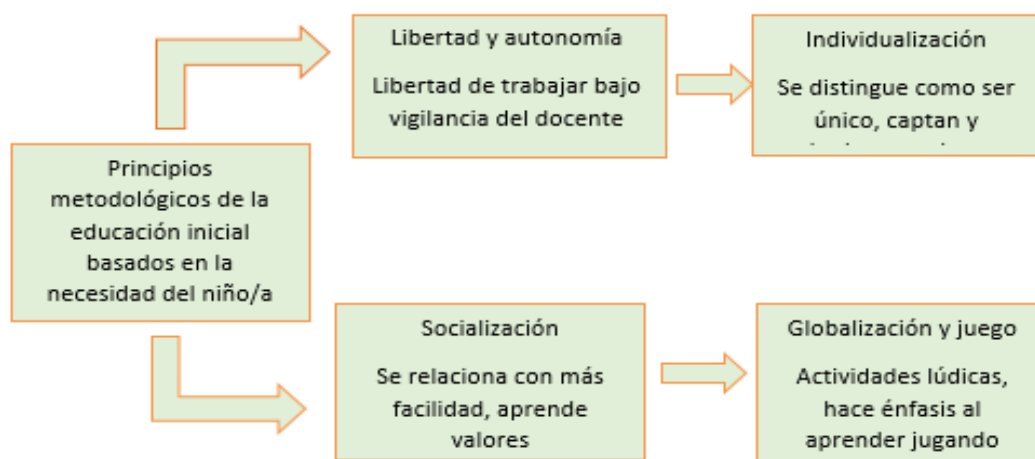 Principios
metodológicos de la
educación inicial
basados en la
necesidad del niño/a
Libertad y autonomía
Libertad de trabajar bajo
vigilancia del docente
Individualización
Se distingue como ser
único, captan y
Socialización
Se relaciona con más
facilidad, aprende
valores
Globalización y juego
Actividades lúdicas,
hace énfasis al
aprender jugando